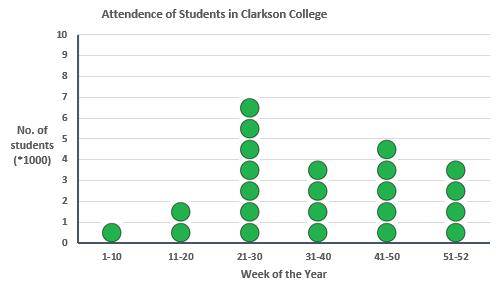 Attendence of Students in Clarkson College
10
9
8
7
6
5
4
3
2
1
0
No. of
students
(*1000)
1-10 11-20 21-30 31-40 41-50 51-52
Week of the Year